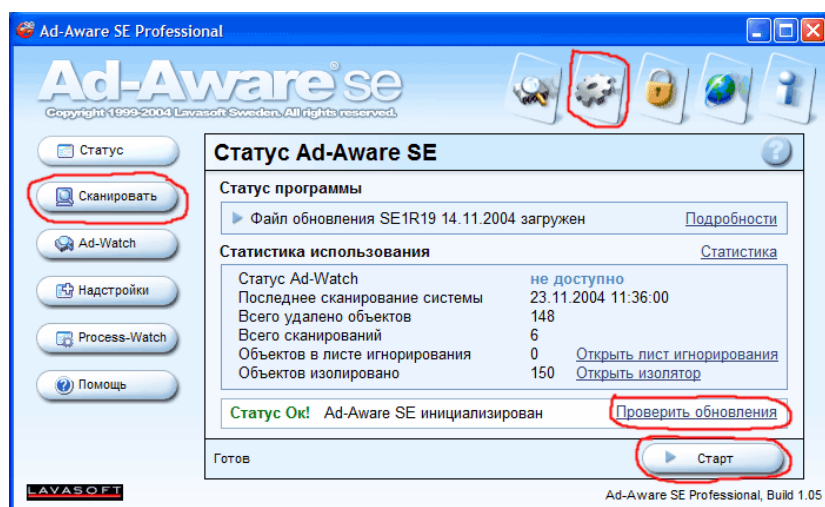 Ad-Aware SE Professional
Ad-Aware SE
Copyright 1999-2004 Lavasoft Sweden. All rights reserved.
Статус
Сканировать
Ad-Watch
Надстройки
Process-Watch
Помощь
Статус Ad-Aware SE
Статус программы
Файл обновления SE1R19 14.11.2004 загружен Подробности
Статистика использования Статистика
Статус Ad-Watch не доступно
Последнее сканирование системы 23.11.2004 11:36:00
Всего удалено объектов 148
Всего сканирований 6
Объектов в листе игнорирования 0 Открыть лист игнорирования
Объектов изолировано 150 Открыть изолятор
Статус Ок! Ad-Aware SE инициализирован Проверить обновления
Готов Старт
LAVASOFT
Ad-Aware SE Professional, Build 1.05